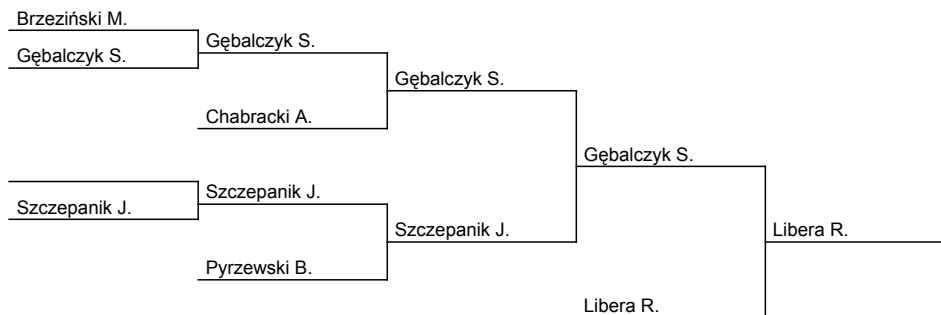 Brzeziński M.
Gębalczyk S.
Gębalczyk S.
Gębalczyk S.
Chabracki A.
Gębalczyk S.
Szczepanik J.
Szczepanik J.
Szczepanik J.
Libera R.
Pyrzewski B.
Libera R.